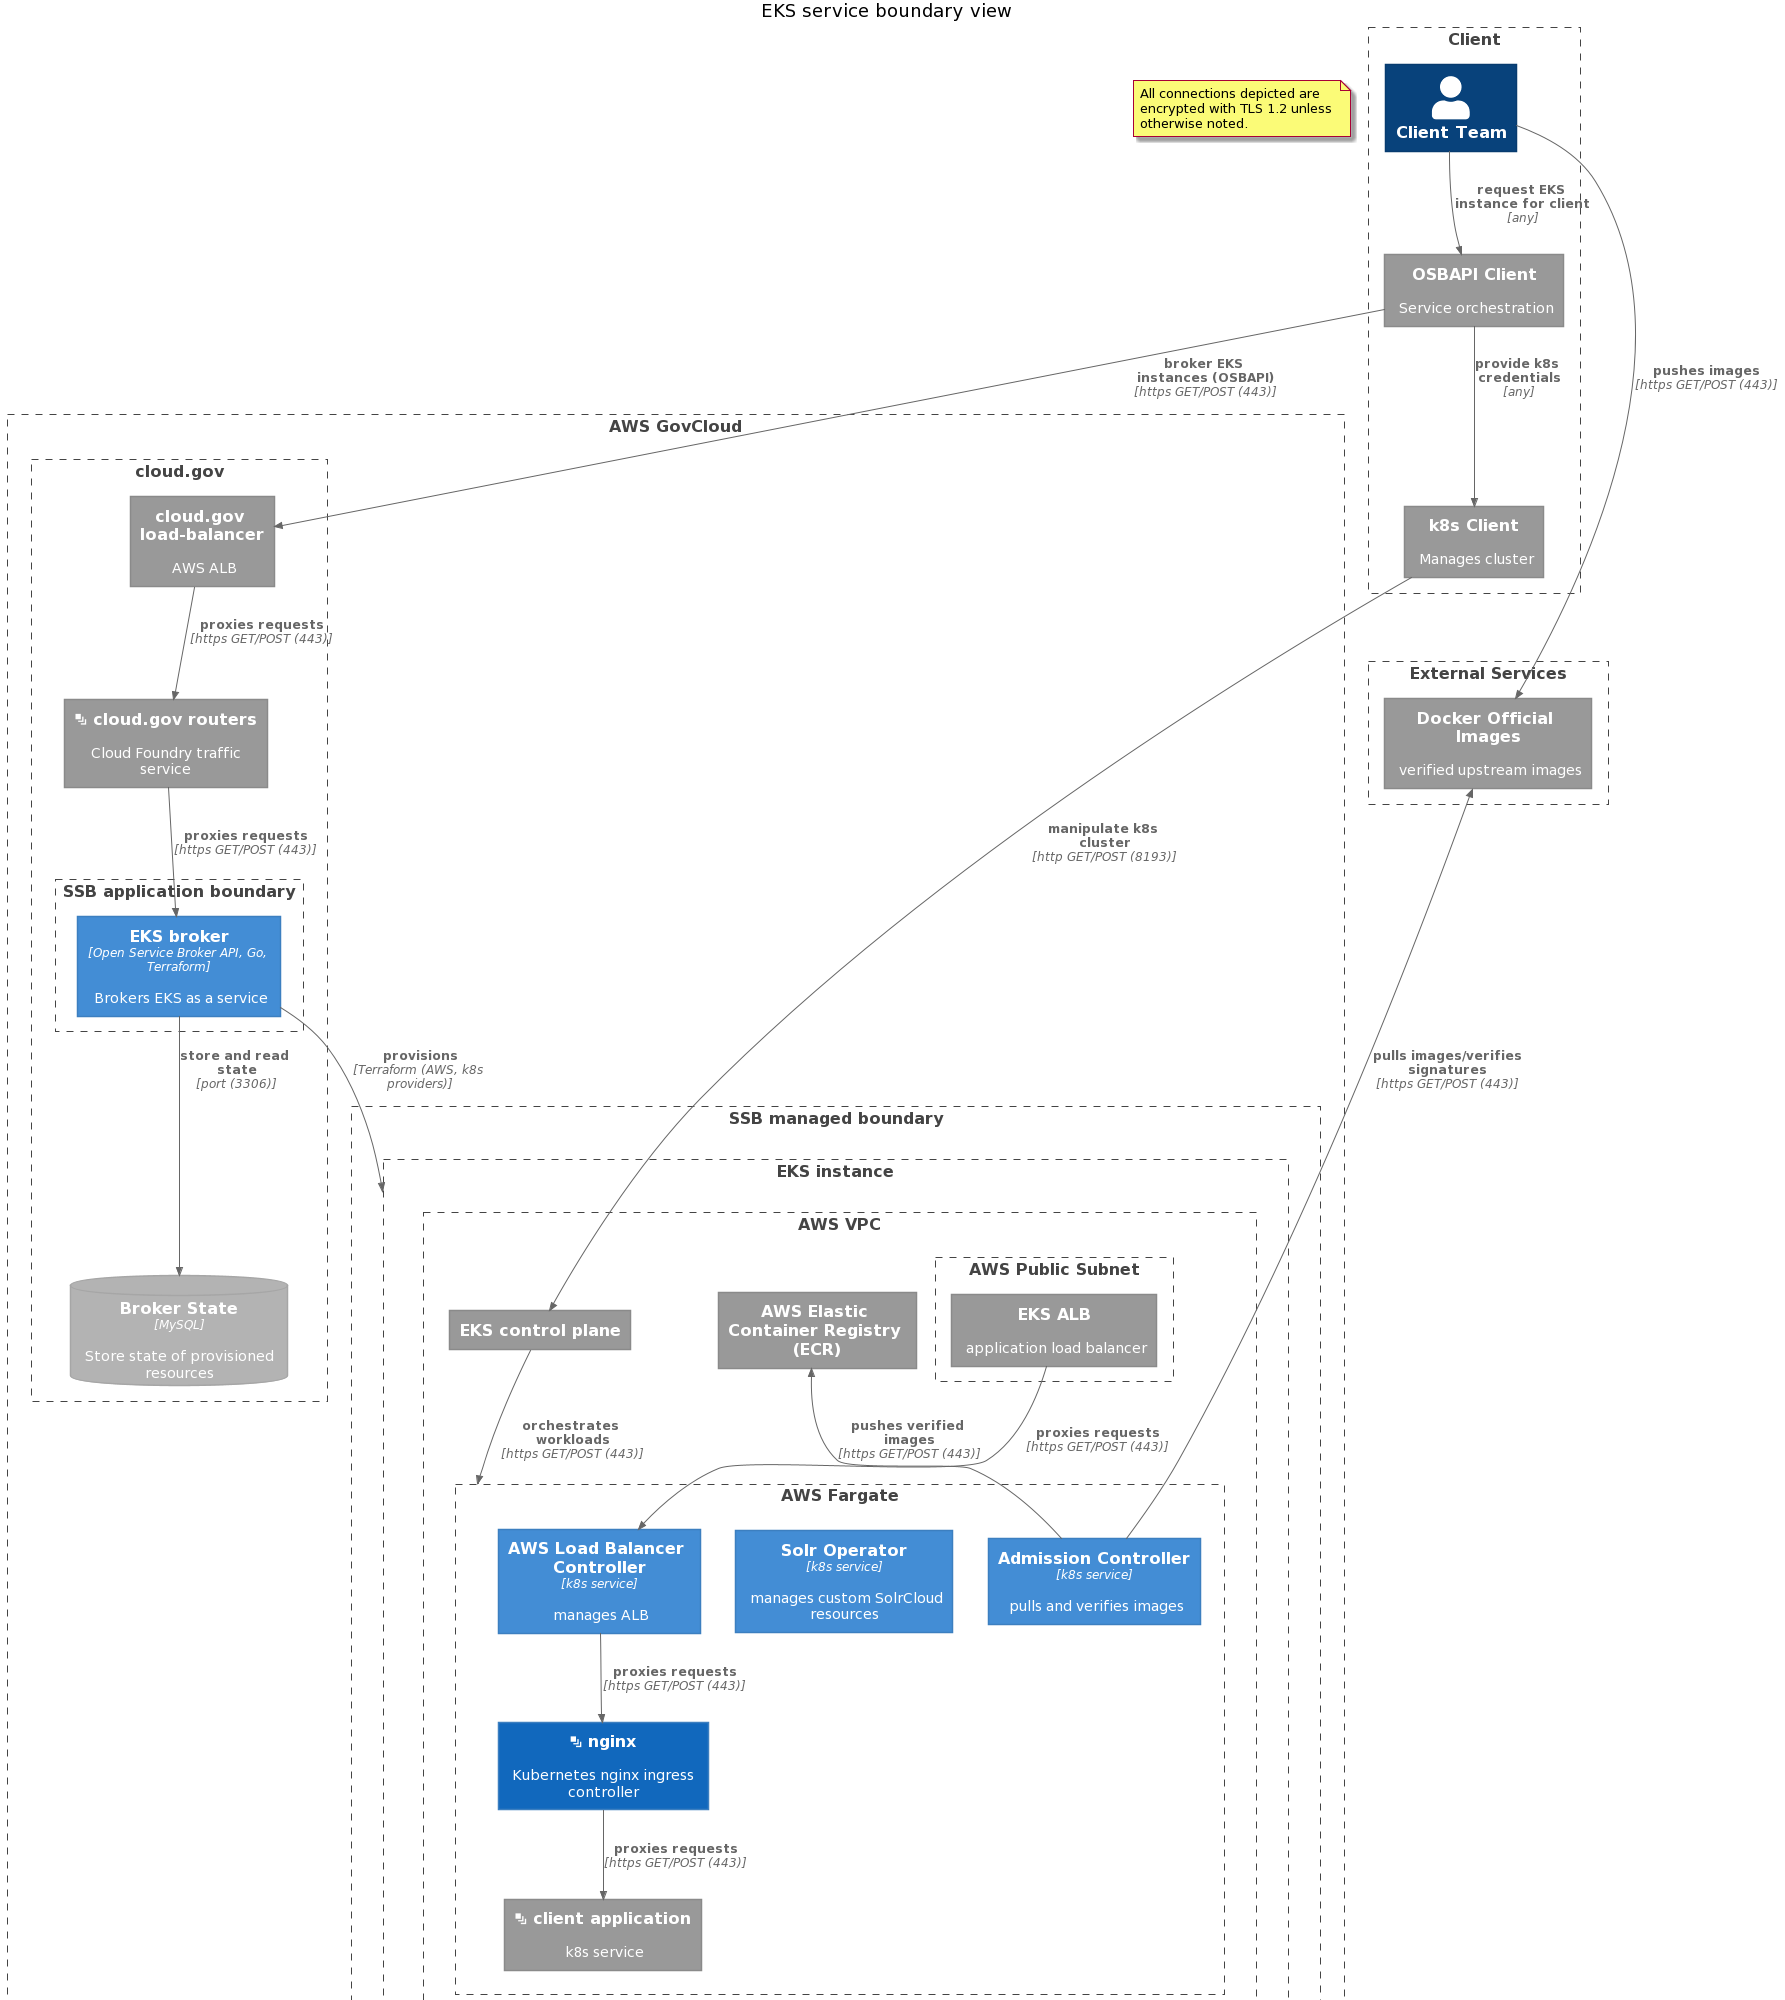 EKS service boundary view
Client
All connections depicted are
encrypted with TLS 1.2 unless
otherwise noted.
Client Team
request EKS
instance for client
[any]
OSBAPI Client
Service orchestration
broker EKS
instances (OSBAPI)
[https GET/POST (443)]
provide k8s
credentials
[any]
pushes images
[https GET/POST (443)]
AWS GovCloud
cloud.gov
cloud.gov
load-balancer
AWS ALB
k8s Client
Manages cluster
proxies requests
[https GET/POST (443)]
External Services
Docker Official
Images
verified upstream images
cloud.gov routers
Cloud Foundry traffic
service
proxies requests
[https GET/POST (443)]
manipulate k8s
cluster
[http GET/POST (8193)]
SSB application boundary
EKS broker
[Open Service Broker API, Go,
Terraform]
Brokers EKS as a service
store and read
state
[port (3306)]
provisions
[Terraform (AWS, k8s
providers)]
pulls images/verifies
signatures
[https GET/POST (443)]
SSB managed boundary
EKS instance
AWS VPC
AWS Public Subnet
Broker State
[MySQL]
Store state of provisioned
resources
EKS control plane
AWS Elastic
Container Registry
(ECR)
EKS ALB
application load balancer
orchestrates
workloads
[https GET/POST (443)]
pushes verified
images
[https GET/POST (443)]
proxies requests
[https GET/POST (443)]
AWS Fargate
AWS Load Balancer
Controller
[k8s service]
manages ALB
Solr Operator
[k8s service]
manages custom SolrCloud
resources
Admission Controller
[k8s service]
pulls and verifies images
proxies requests
[https GET/POST (443)]
nginx
Kubernetes nginx ingress
controller
proxies requests
[https GET/POST (443)]
client application
k8s service